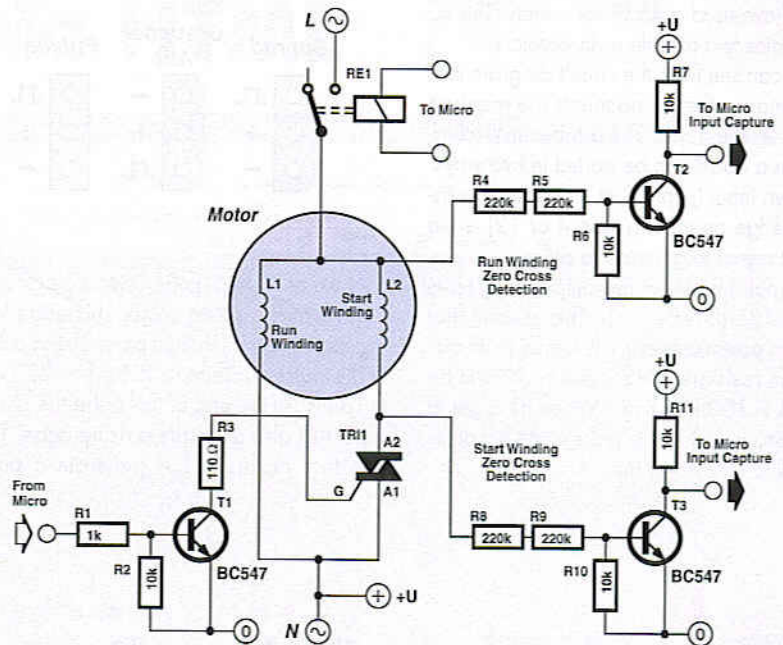 L
RE1
To Micro
Motor
L1
Run
Winding
L2
Start
Winding
R3
110 Ω
TRI1
A2
G
A1
From
Micro
R1
1k
R2
10k
T1
BC547
0
+U
N
R4
220k
R5
220k
R6
10k
Run Winding
Zero Cross
Detection
+U
R7
10k
To Micro
Input Capture
T2
BC547
0
Start Winding
Zero Cross
Detection
R8
220k
R9
220k
R10
10k
+U
R11
10k
To Micro
Input Capture
T3
BC547
0